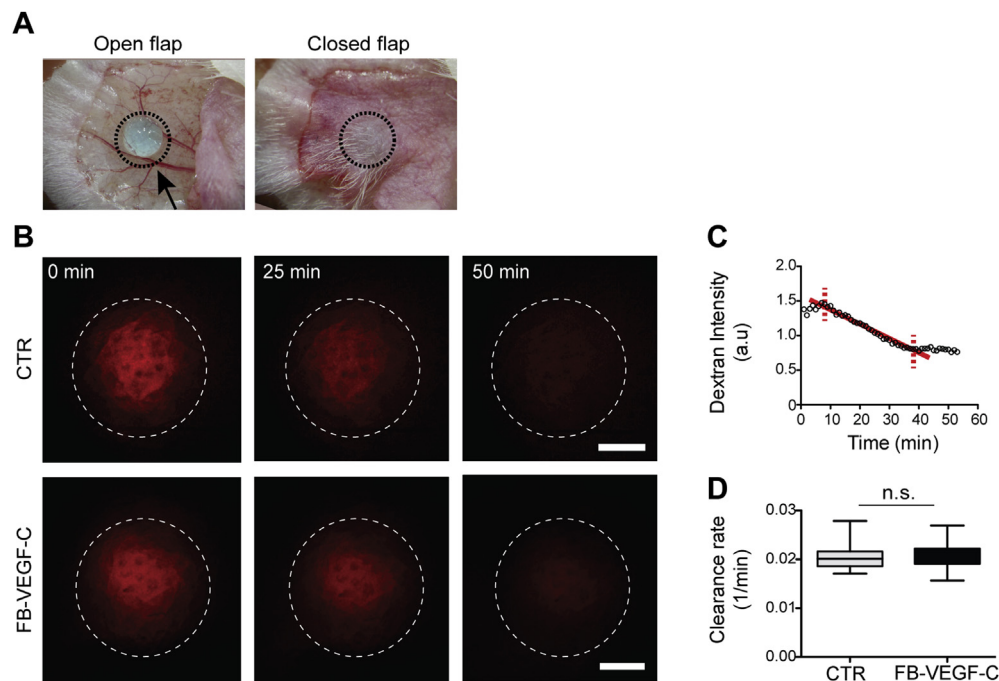 A
Open flap
Closed flap
B
0 min
25 min
50 min
CTR
FB-VEGF-C
C
Dextran Intensity
(a.u)
2.0
1.5
1.0
0.5
0
0 10 20 30 40 50 60
Time (min)
D
n.s.
Clearance rate
(1/min)
0.03
0.02
0.01
0.00
CTR
FB-VEGF-C